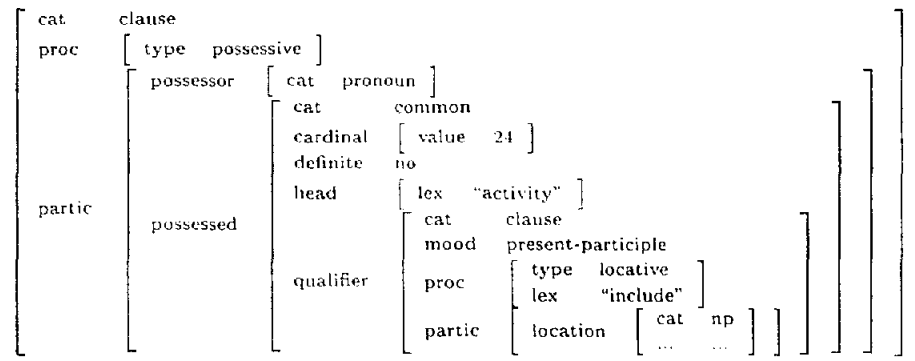 cat clause
proc [ type possessive ]
possessor [ cat pronoun ]
cat common
cardinal [ value 24 ]
definite no
head [ lex "activity" ]
partic
possessed
cat clause
mood present-participle
qualifier
proc
type locative
lex "include"
partic [ location
cat np
... ...